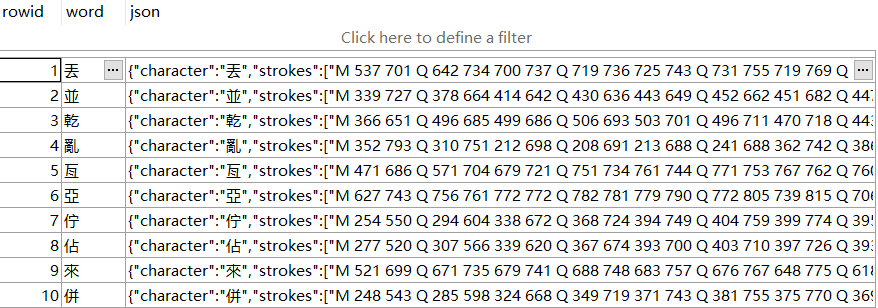 rowid word json
Click here to define a filter
1 丟 ... {"character":"丟","strokes":["M 537 701 Q 642 734 700 737 Q 719 736 725 743 Q 731 755 719 769 Q ...
2 並 {"character":"並","strokes":["M 339 727 Q 378 664 414 642 Q 430 636 443 649 Q 452 662 451 682 Q 447
3 乾 {"character":"乾","strokes":["M 366 651 Q 496 685 499 686 Q 506 693 503 701 Q 496 711 470 718 Q 443
4 亂 {"character":"亂","strokes":["M 352 793 Q 310 751 212 698 Q 208 691 213 688 Q 241 688 362 742 Q 386
5 亙 {"character":"亙","strokes":["M 471 686 Q 571 704 679 721 Q 751 734 761 744 Q 771 753 767 762 Q 760
6 亞 {"character":"亞","strokes":["M 627 743 Q 756 761 772 772 Q 782 781 779 790 Q 772 805 739 815 Q 706
7 佇 {"character":"佇","strokes":["M 254 550 Q 294 604 338 672 Q 368 724 394 749 Q 404 759 399 774 Q 395
8 佔 {"character":"佔","strokes":["M 277 520 Q 307 566 339 620 Q 367 674 393 700 Q 403 710 397 726 Q 393
9 來 {"character":"來","strokes":["M 521 699 Q 671 735 679 741 Q 688 748 683 757 Q 676 767 648 775 Q 618
10 併 {"character":"併","strokes":["M 248 543 Q 285 598 324 668 Q 349 719 371 743 Q 381 755 375 770 Q 369